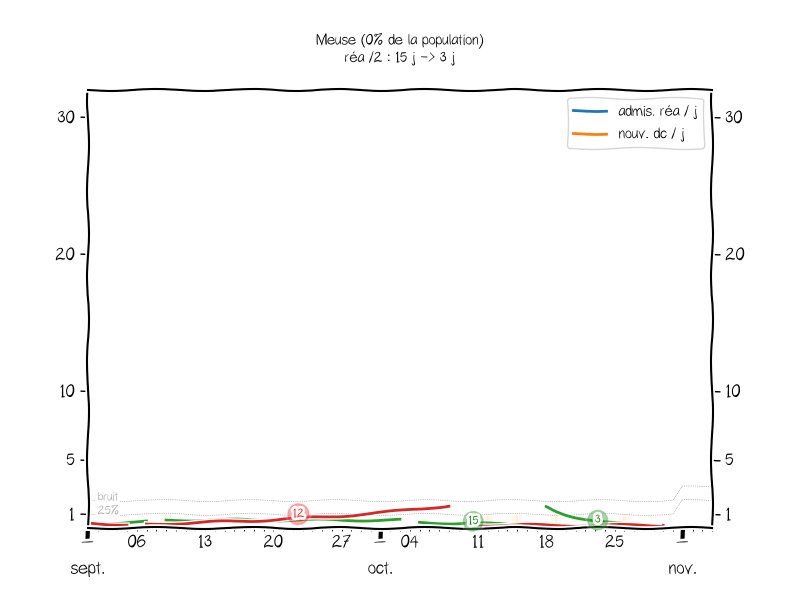 Meuse (0% de la population)
réa /2 : 15 j -> 3 j
admis. réa / j
nouv. dc / j
30
30
20
20
10
10
5
5
bruit
25%
1
1
12
15
3
06
13
20
27
04
11
18
25
sept.
oct.
nov.